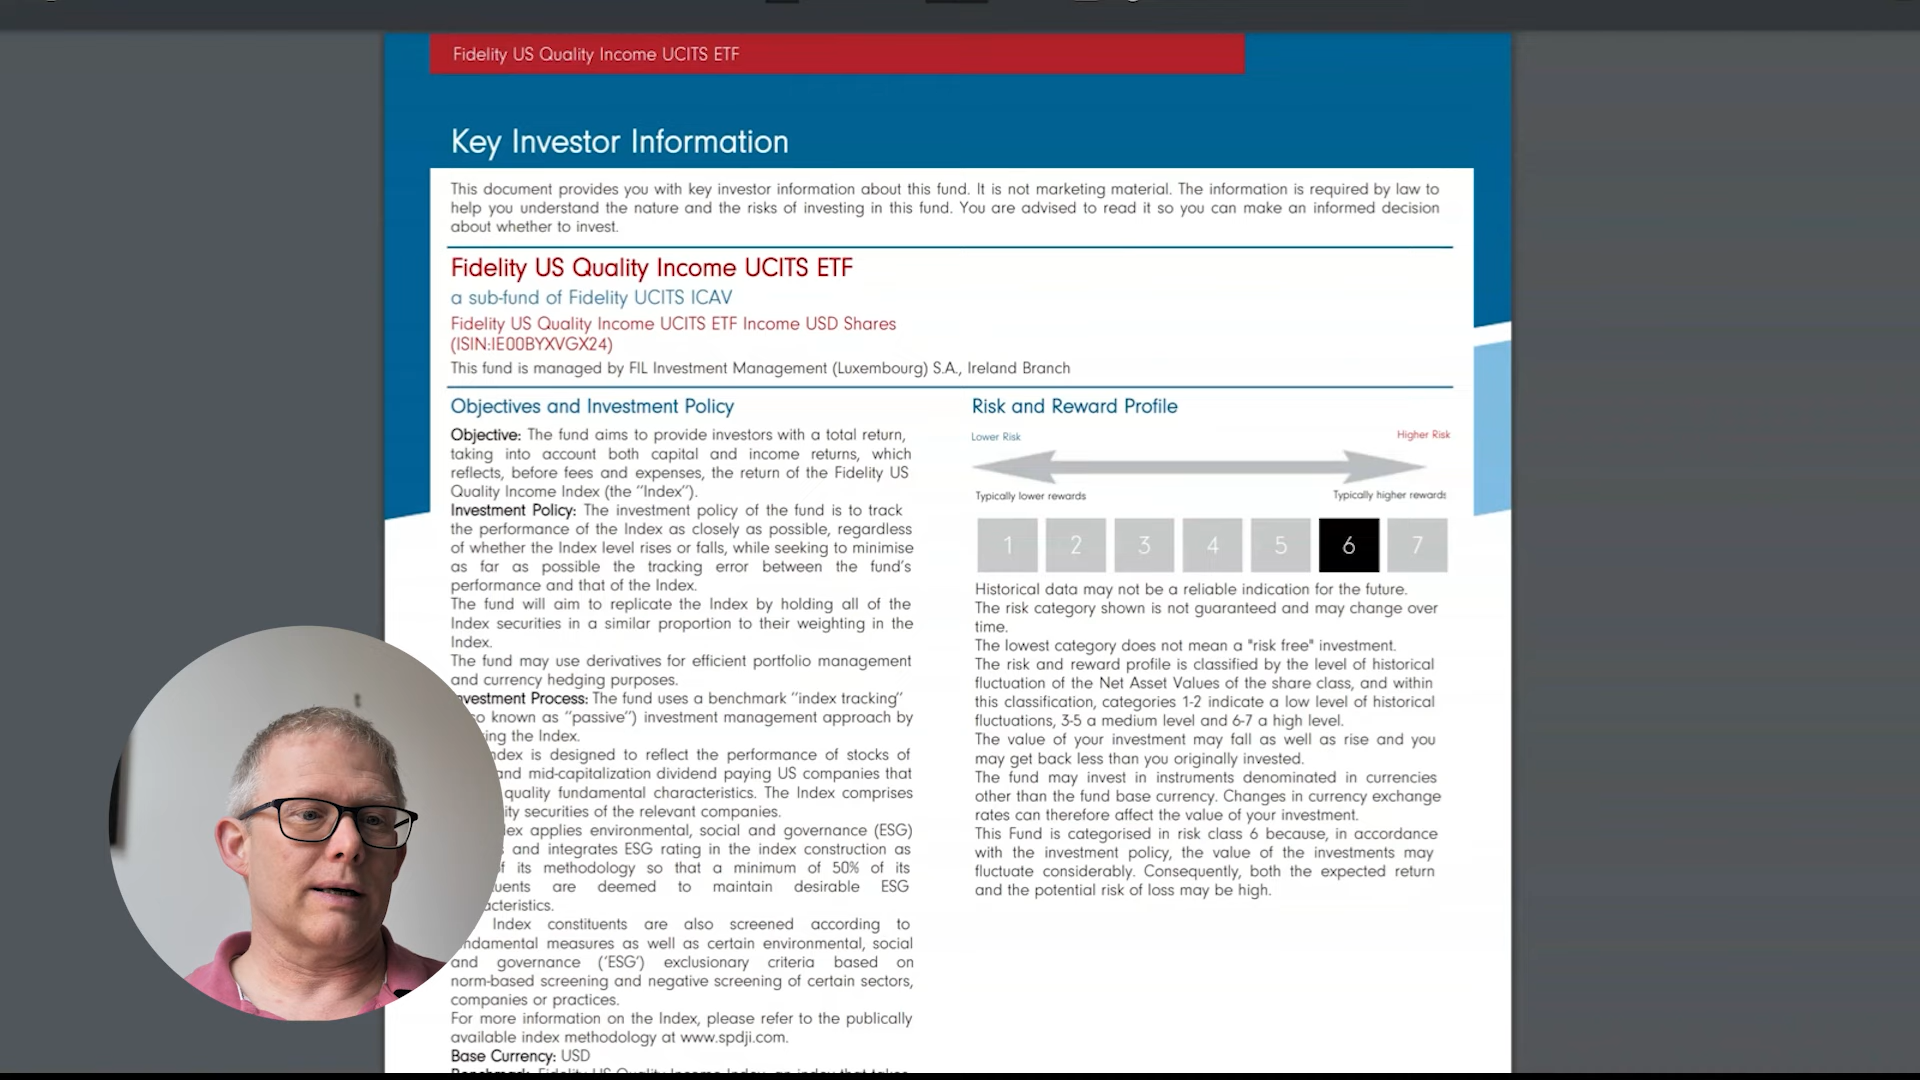 Fidelity US Quality Income UCITS ETF
Key Investor Information
This document provides you with key investor information about this fund. It is not marketing material. The information is required by law to
help you understand the nature and the risks of investing in this fund. You are advised to read it so you can make an informed decision
about whether to invest.
Fidelity US Quality Income UCITS ETF
a sub-fund of Fidelity UCITS ICAV
Fidelity US Quality Income UCITS ETF Income USD Shares
(ISIN:IE00BYXVGX24)
This fund is managed by FIL Investment Management (Luxembourg) S.A., Ireland Branch
Objectives and Investment Policy
Objective: The fund aims to provide investors with a total return,
taking into account both capital and income returns, which
reflects, before fees and expenses, the return of the Fidelity US
Quality Income Index (the "Index").
Investment Policy: The investment policy of the fund is to track
the performance of the Index as closely as possible, regardless
of whether the Index level rises or falls, while seeking to minimise
as far as possible the tracking error between the fund's
performance and that of the Index.
The fund will aim to replicate the Index by holding all of the
Index securities in a similar proportion to their weighting in the
Index.
The fund may use derivatives for efficient portfolio management
and currency hedging purposes.
Process: The fund uses a benchmark "index tracking"
known as "passive") investment management approach by
the Index.
is designed to reflect the performance of stocks of
and mid-capitalization dividend paying US companies that
quality fundamental characteristics. The Index comprises
securities of the relevant companies.
applies environmental, social and governance (ESG)
and integrates ESG rating in the index construction as
its methodology so that a minimum of 50% of its
are deemed to maintain desirable ESG
Index constituents are also screened according to
measures as well as certain environmental, social
and governance ('ESG') exclusionary criteria based on
norm-based screening and negative screening of certain sectors,
companies or practices.
For more information on the Index, please refer to the publically
available index methodology at www.spdji.com.
Base Currency: USD
Risk and Reward Profile
Lower Risk Higher Risk
Typically lower rewards Typically higher rewards
1 2 3 4 5 6 7
Historical data may not be a reliable indication for the future.
The risk category shown is not guaranteed and may change over
time.
The lowest category does not mean a "risk free" investment.
The risk and reward profile is classified by the level of historical
fluctuation of the Net Asset Values of the share class, and within
this classification, categories 1-2 indicate a low level of historical
fluctuations, 3-5 a medium level and 6-7 a high level.
The value of your investment may fall as well as rise and you
may get back less than you originally invested.
The fund may invest in instruments denominated in currencies
other than the fund base currency. Changes in currency exchange
rates can therefore affect the value of your investment.
This Fund is categorised in risk class 6 because, in accordance
with the investment policy, the value of the investments may
fluctuate considerably. Consequently, both the expected return
and the potential risk of loss may be high.